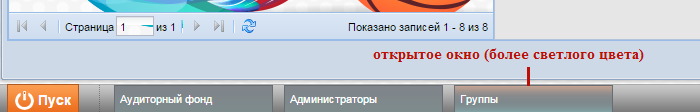 Страница 1 из 1 Показано записей 1 - 8 из 8
открытое окно (более светлого цвета)
Пуск Аудиторный фонд Администраторы Группы